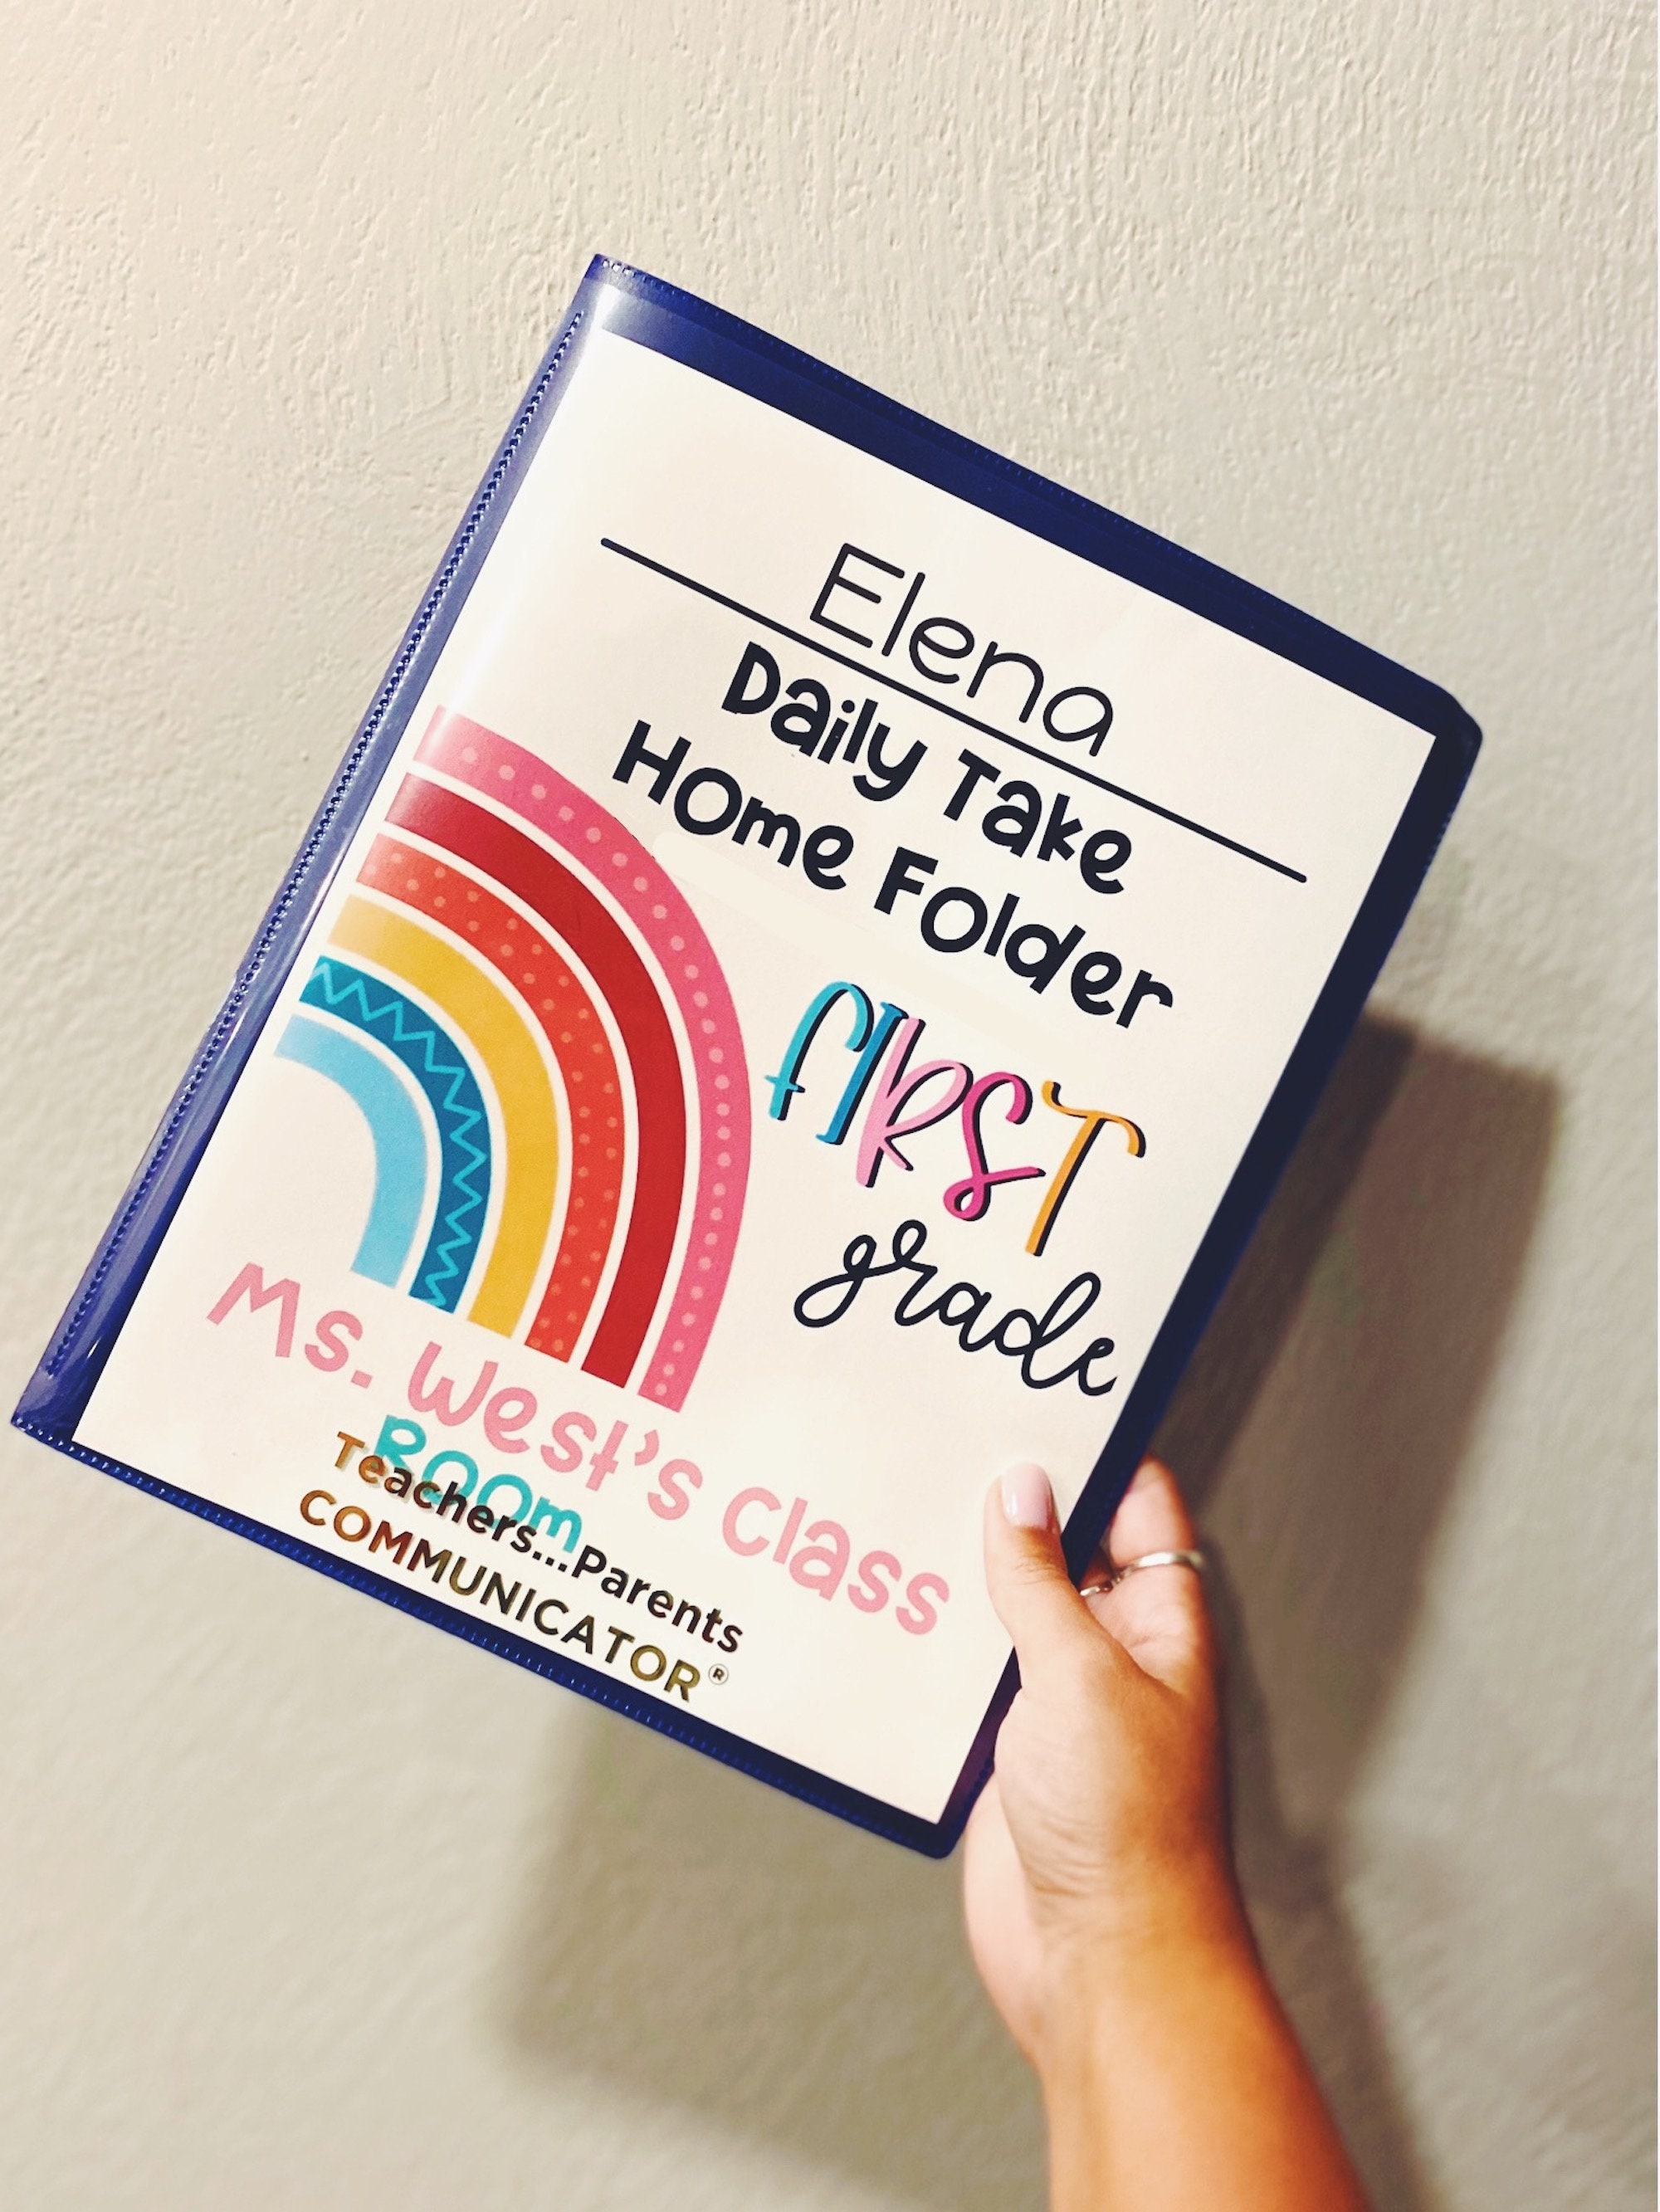 Elena
Daily Take
Home Folder
fIRST
grade
Ms. West's Class
Room
Teachers...Parents
COMMUNICATOR®